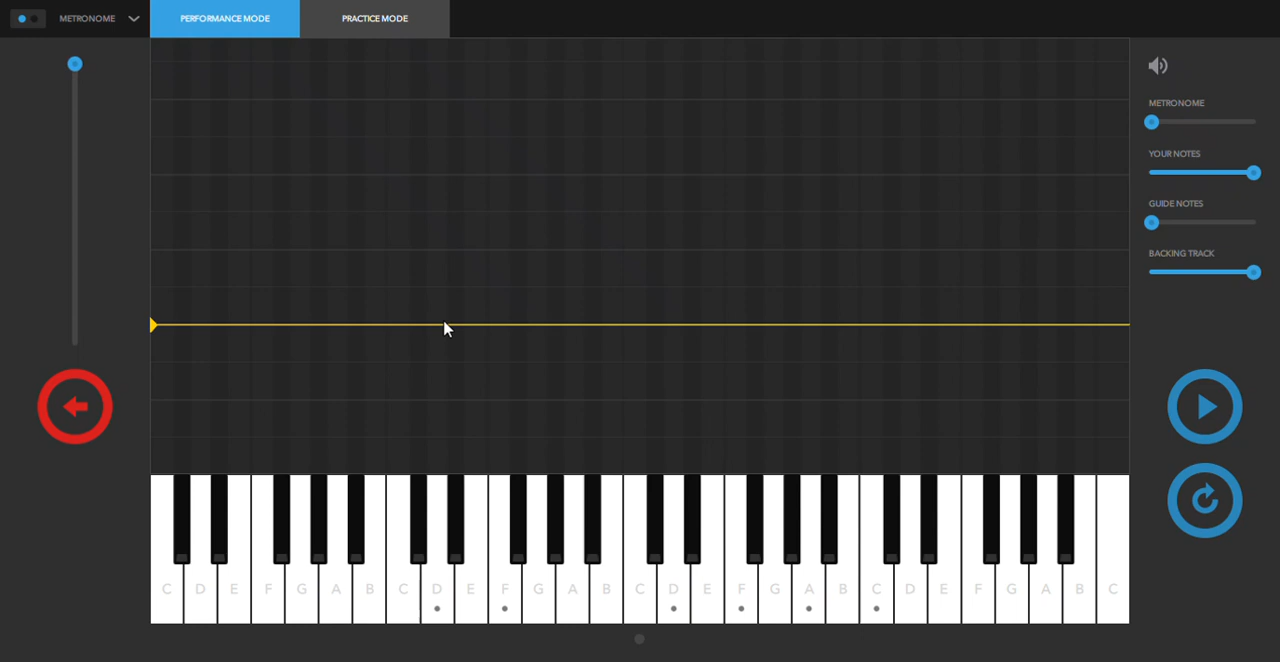 METRONOME
PERFORMANCE MODE
PRACTICE MODE
METRONOME
YOUR NOTES
GUIDE NOTES
BACKING TRACK
C D E F G A B C D E F G A B C D E F G A B C D E F G A B C